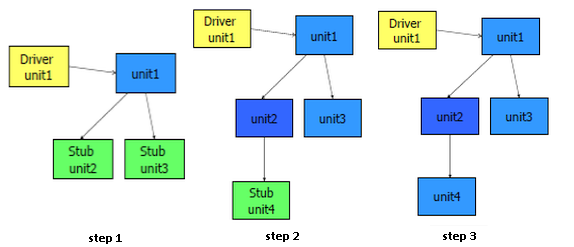 Driver
unit1
unit1
Stub
unit2
Stub
unit3
step 1
Driver
unit1
unit1
unit2
unit3
Stub
unit4
step 2
Driver
unit1
unit1
unit2
unit3
unit4
step 3